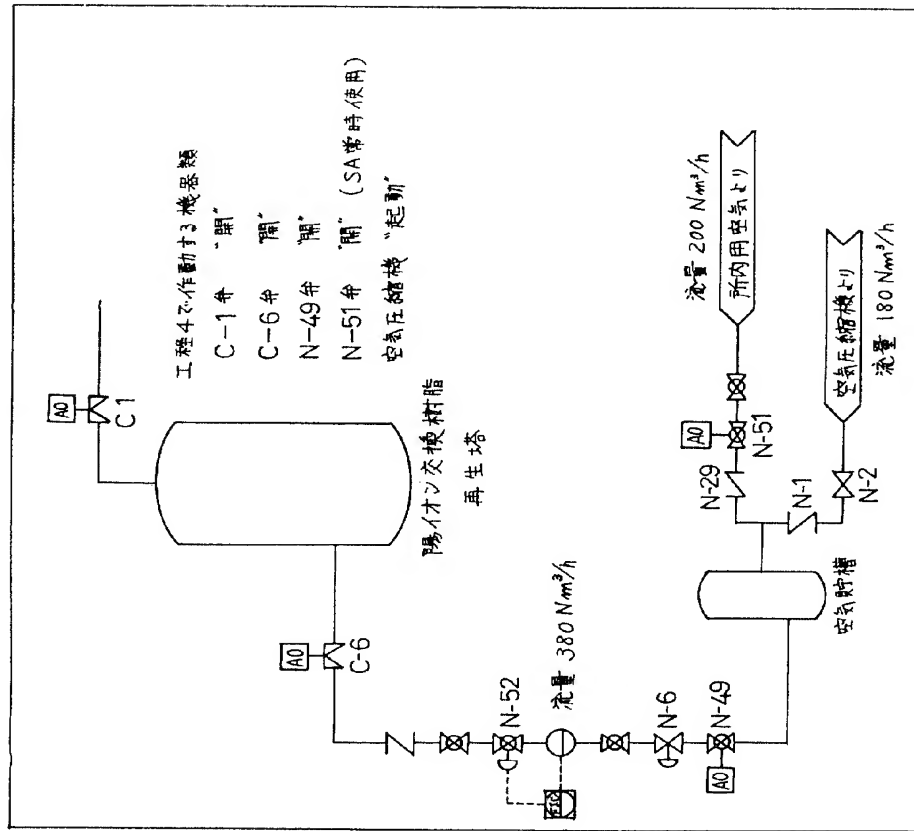 工程4で作動する機器類
C-1弁 "開"
C-6弁 "開"
N-49弁 "開"
N-51弁 "開" (SA常時使用)
空気圧縮機 "起動"
AO
C1
陽イオン交換樹脂
再生塔
AO
C-6
N-52
流量 380 Nm³/h
N-6
N-49
AO
空気貯槽
流量 200 Nm³/h
所内用空気より
AO
N-51
N-29
N-1
N-2
空気圧縮機より
流量 180 Nm³/h